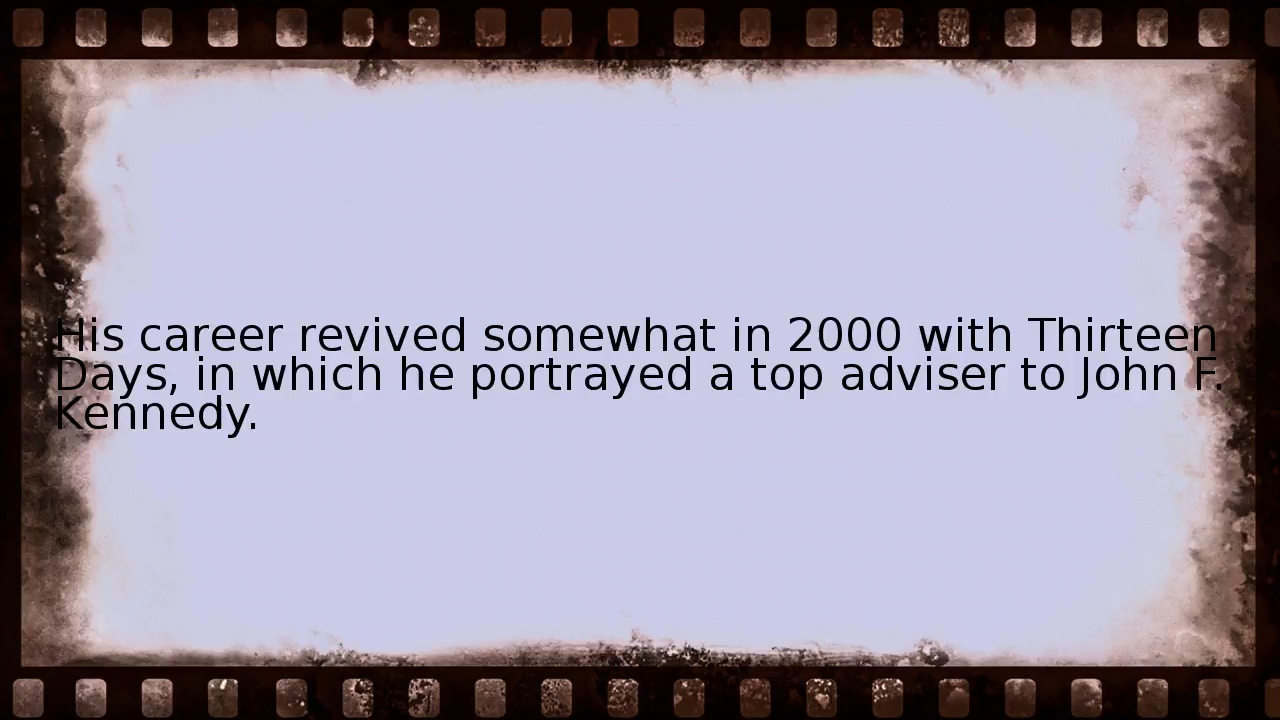 His career revived somewhat in 2000 with Thirteen
Days, in which he portrayed a top adviser to John F.
Kennedy.